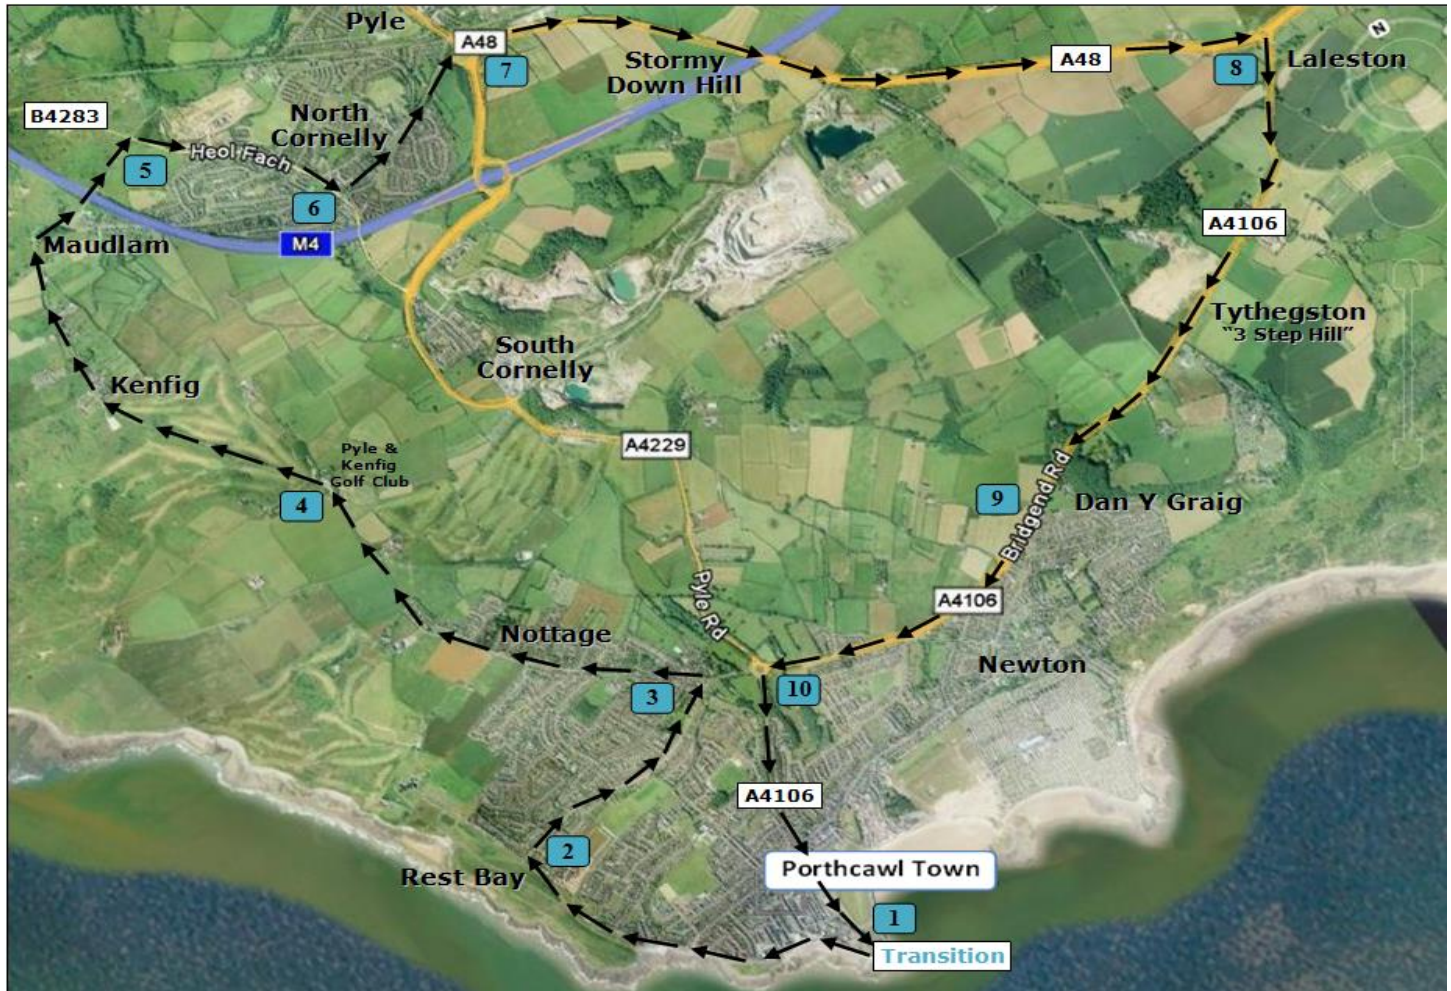 Pyle
A48
7
Stormy
Down Hill
A48
8
N
Laleston
B4283
North
Cornelly
5
Heol Fach
6
M4
Maudlam
A4106
Tythegston
"3 Step Hill"
South
Cornelly
Kenfig
A4229
Pyle &
Kenfig
Golf Club
4
9
Bridgend Rd
Dan Y Graig
A4106
Pyle Rd
Nottage
3
10
Newton
A4106
2
Rest Bay
Porthcawl Town
1
Transition